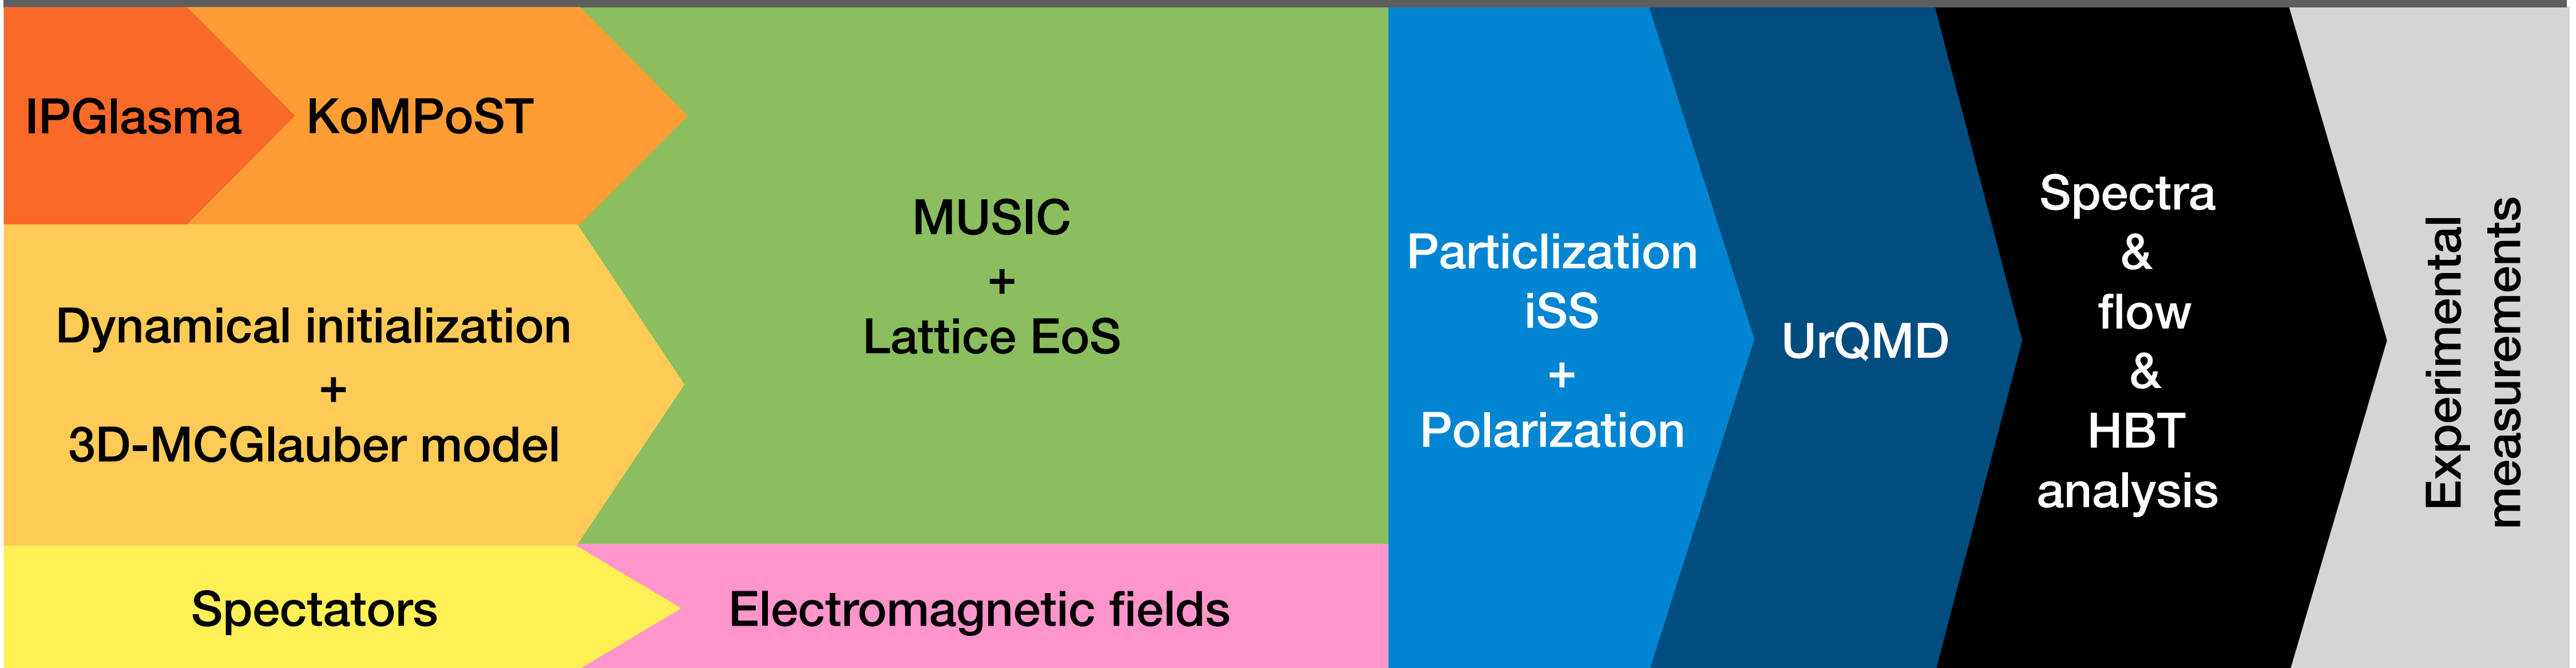 IPGlasma
KoMPoST
Dynamical initialization
+
3D-MCGlauber model
Spectators
MUSIC
+
Lattice EoS
Electromagnetic fields
Particlization
iSS
+
Polarization
UrQMD
Spectra
&
flow
&
HBT
analysis
Experimental
measurements